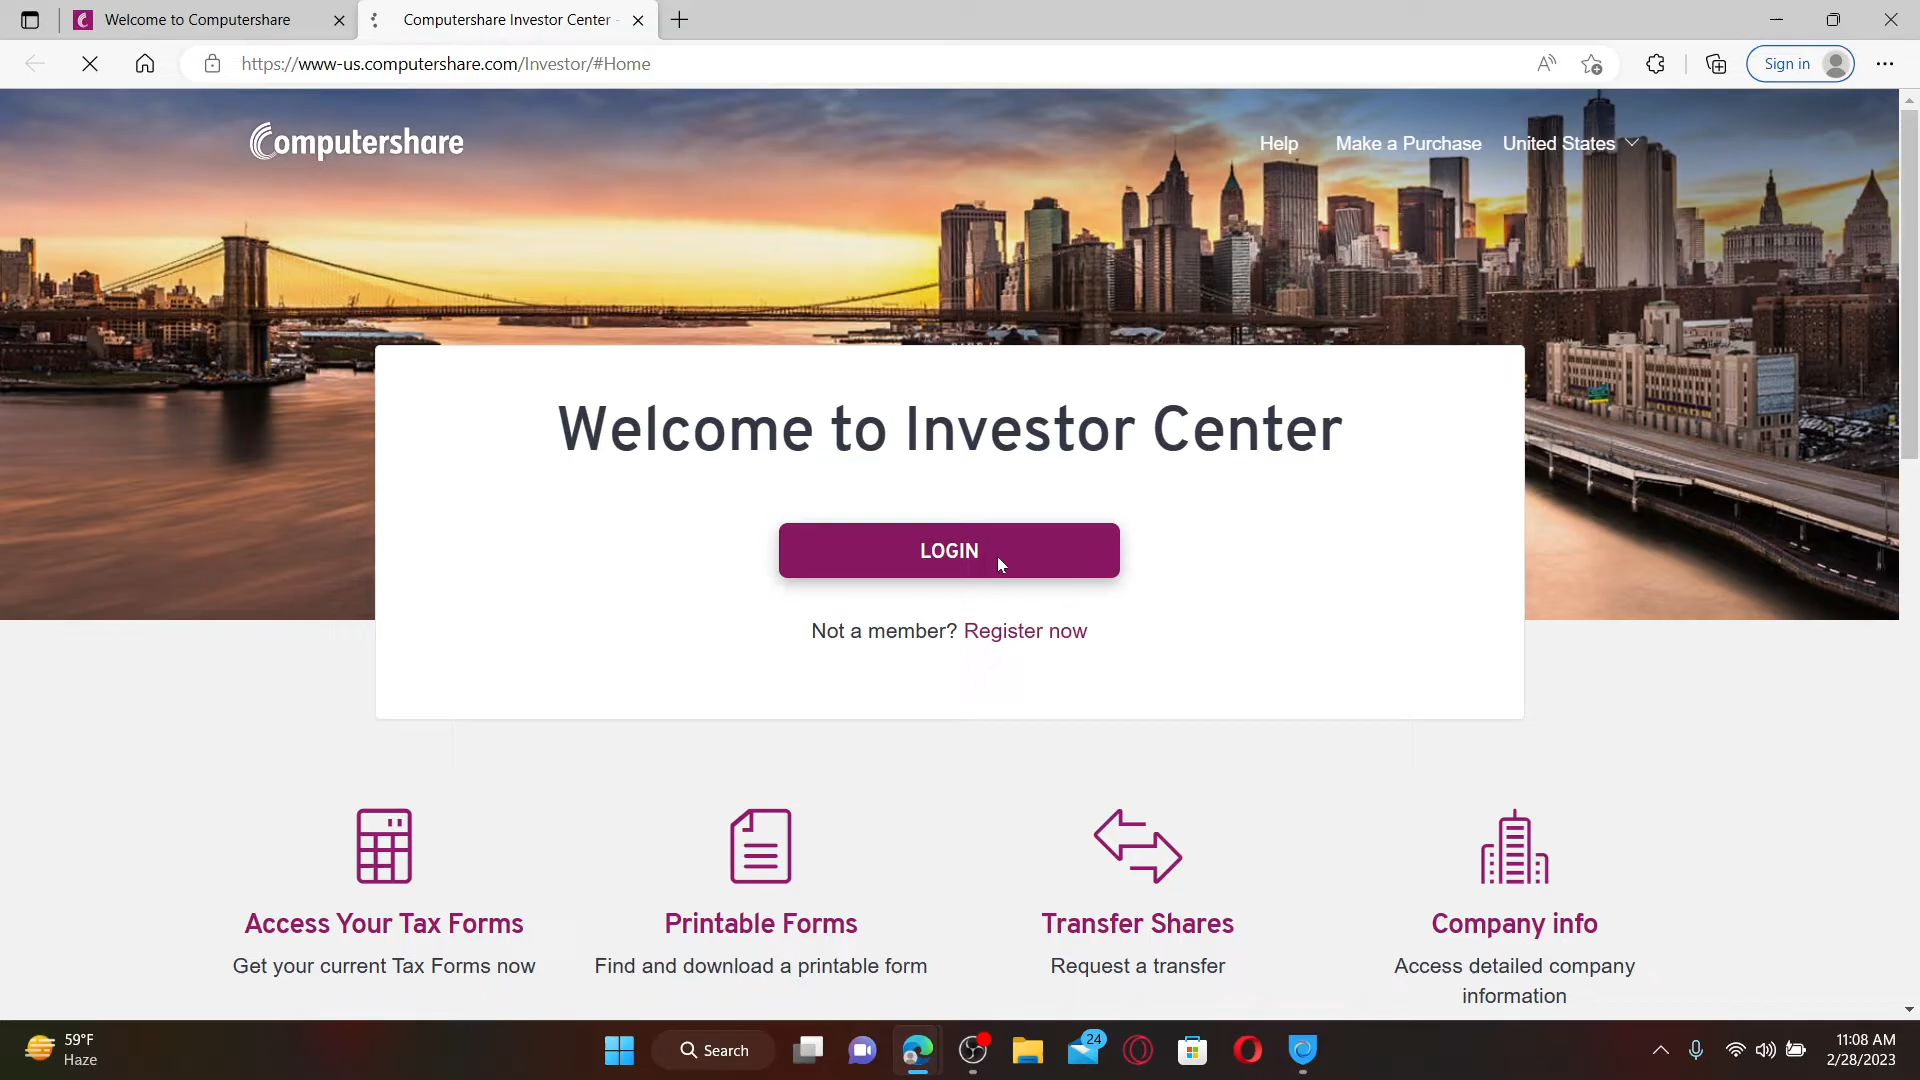 Welcome to Computershare
Computershare Investor Center -
https://www-us.computershare.com/Investor/#Home
Sign in
Computershare
Help
Make a Purchase
United States
Welcome to Investor Center
LOGIN
Not a member? Register now
Access Your Tax Forms
Get your current Tax Forms now
Printable Forms
Find and download a printable form
Transfer Shares
Request a transfer
Company info
Access detailed company
information
59°F
Haze
Search
24
11:08 AM
2/28/2023